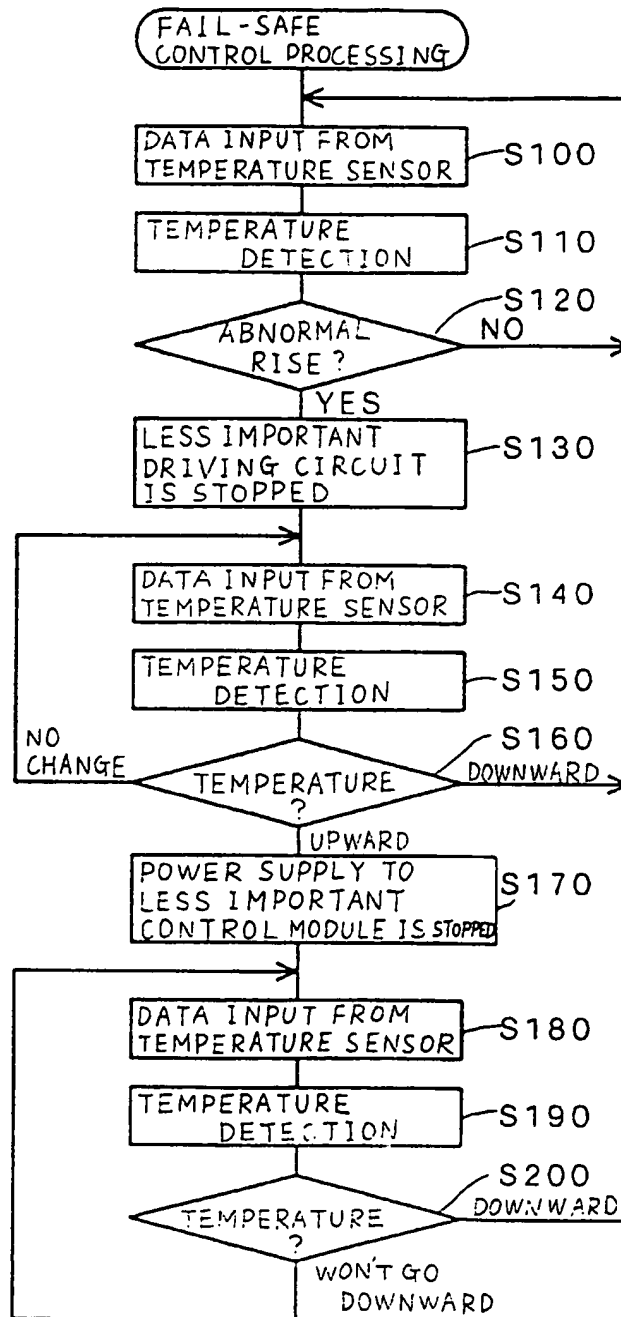 FAIL-SAFE
CONTROL PROCESSING
DATA INPUT FROM
TEMPERATURE SENSOR
S100
TEMPERATURE
DETECTION
S110
S120
ABNORMAL
RISE?
NO
YES
LESS IMPORTANT
DRIVING CIRCUIT
IS STOPPED
S130
DATA INPUT FROM
TEMPERATURE SENSOR
S140
TEMPERATURE
DETECTION
S150
S160
NO
CHANGE
TEMPERATURE
?
DOWNWARD
UPWARD
POWER SUPPLY TO
LESS IMPORTANT
CONTROL MODULE IS STOPPED
S170
DATA INPUT FROM
TEMPERATURE SENSOR
S180
TEMPERATURE
DETECTION
S190
S200
TEMPERATURE
?
DOWNWARD
WON'T GO
DOWNWARD